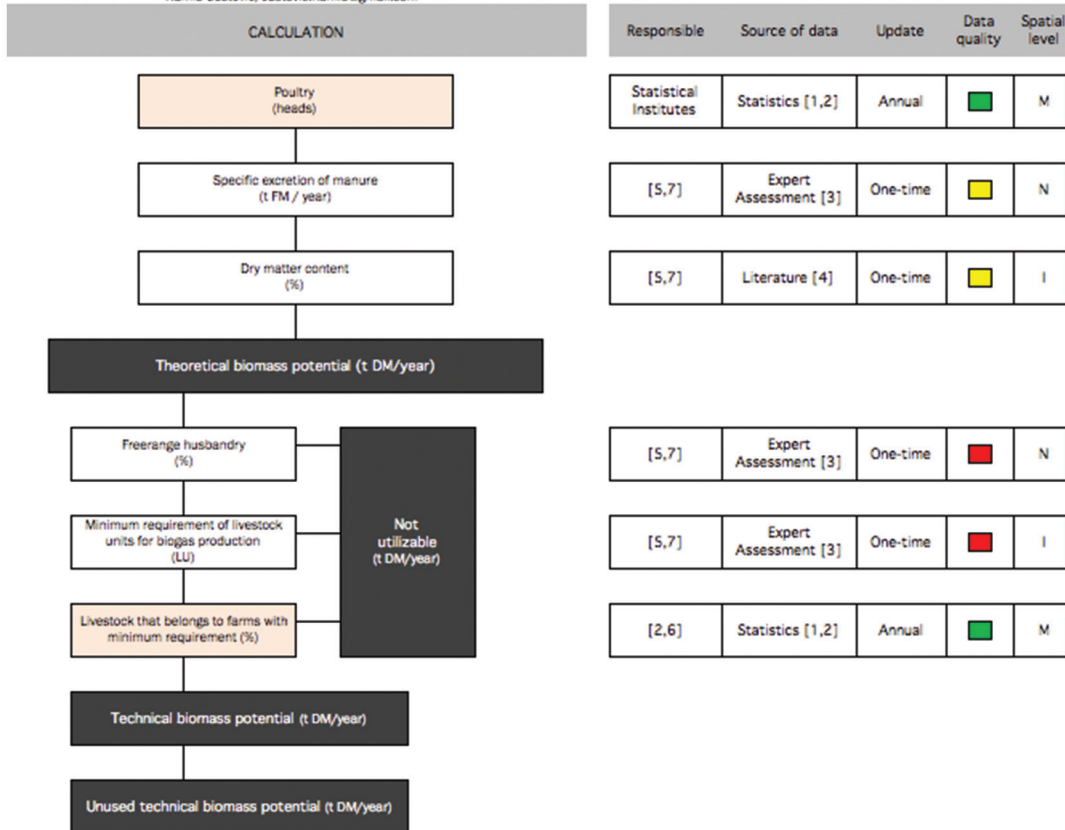 CALCULATION
Responsible
Source of data
Update
Data
quality
Spatial
level
Poultry
(heads)
Statistical
Institutes
Statistics [1,2]
Annual
M
Specific excretion of manure
(t FM / year)
[5,7]
Expert
Assessment [3]
One-time
N
Dry matter content
(%)
[5,7]
Literature [4]
One-time
I
Theoretical biomass potential (t DM/year)
Freerange husbandry
(%)
[5,7]
Expert
Assessment [3]
One-time
N
Minimum requirement of livestock
units for biogas production
(LU)
Not
utilizable
(t DM/year)
[5,7]
Expert
Assessment [3]
One-time
I
Livestock that belongs to farms with
minimum requirement (%)
[2,6]
Statistics [1,2]
Annual
M
Technical biomass potential (t DM/year)
Unused technical biomass potential (t DM/year)